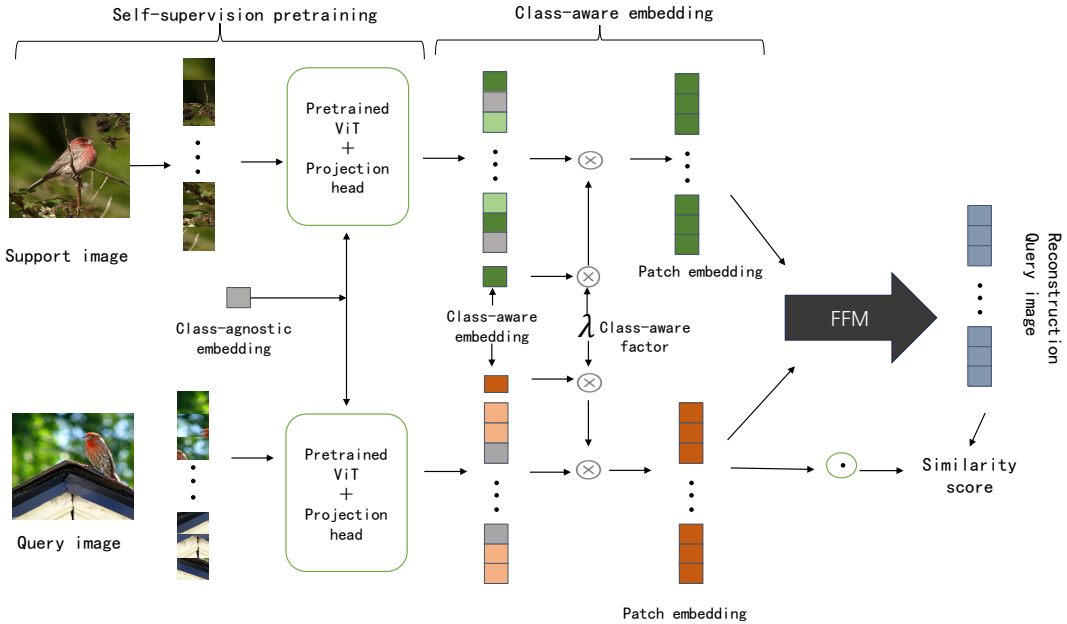 Self-supervision pretraining
Class-aware embedding
Pretrained
ViT
+
Projection
head
Support image
Class-agnostic
embedding
Class-aware
embedding
λ
Class-aware
factor
Patch embedding
FFM
Reconstruction
Query image
Pretrained
ViT
+
Projection
head
Query image
Similarity
score
Patch embedding